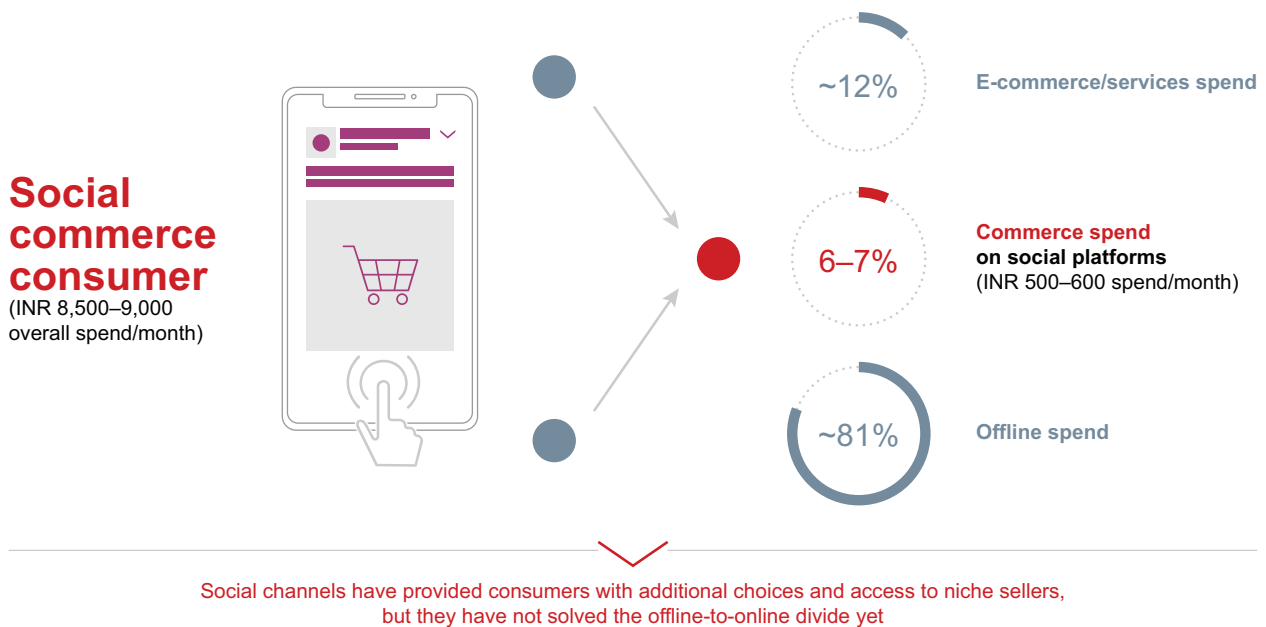 Social
commerce
consumer
(INR 8,500–9,000
overall spend/month)
~12%
E-commerce/services spend
6–7%
Commerce spend
on social platforms
(INR 500–600 spend/month)
~81%
Offline spend
Social channels have provided consumers with additional choices and access to niche sellers,
but they have not solved the offline-to-online divide yet